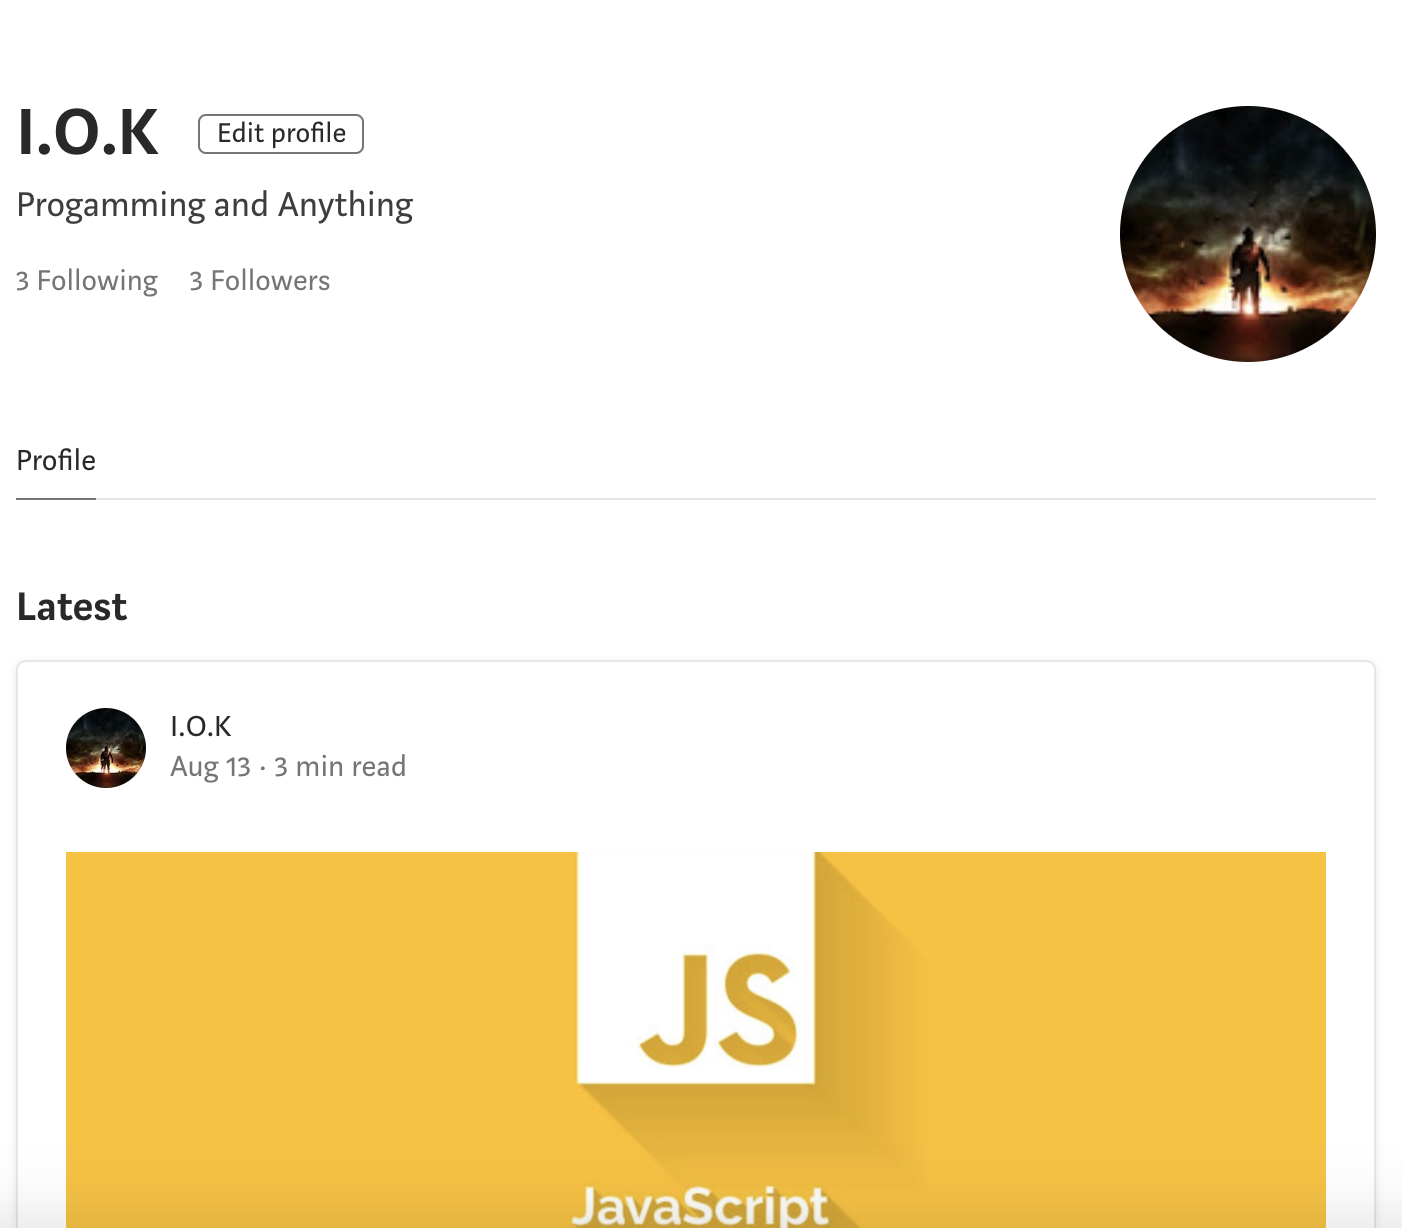 I.O.K
Edit profile
Progamming and Anything
3 Following 3 Followers
Profile
Latest
I.O.K
Aug 13 · 3 min read
JS
JavaScript